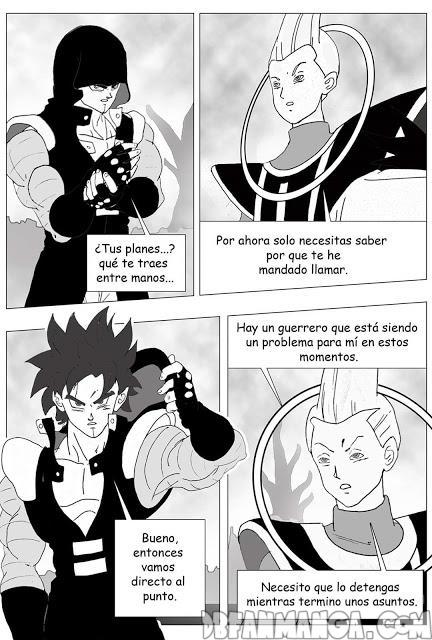 ¿Tus planes...?
qué te traes
entre manos...
Por ahora solo necesitas saber
por que te he
mandado llamar.
Bueno,
entonces
vamos
directo al
punto.
Hay un guerrero que está siendo
un problema para mí en estos
momentos.
Necesito que lo detengas
mientras termino unos asuntos.
DBFANMANGA.COM